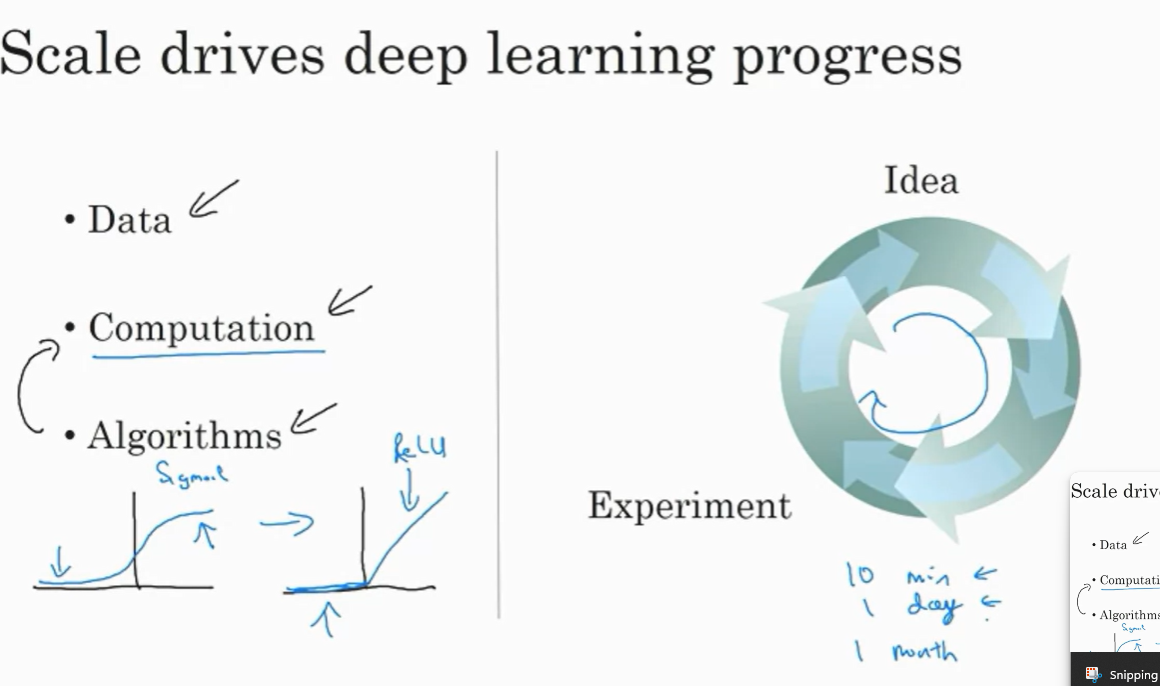 Scale drives deep learning progress
• Data
• Computation
• Algorithms
Sigmoid
ReLU
Idea
Experiment
10 min
1 day
1 month
Scale driv
• Data
• Computati
• Algorithms
Sigmoid
Snipping